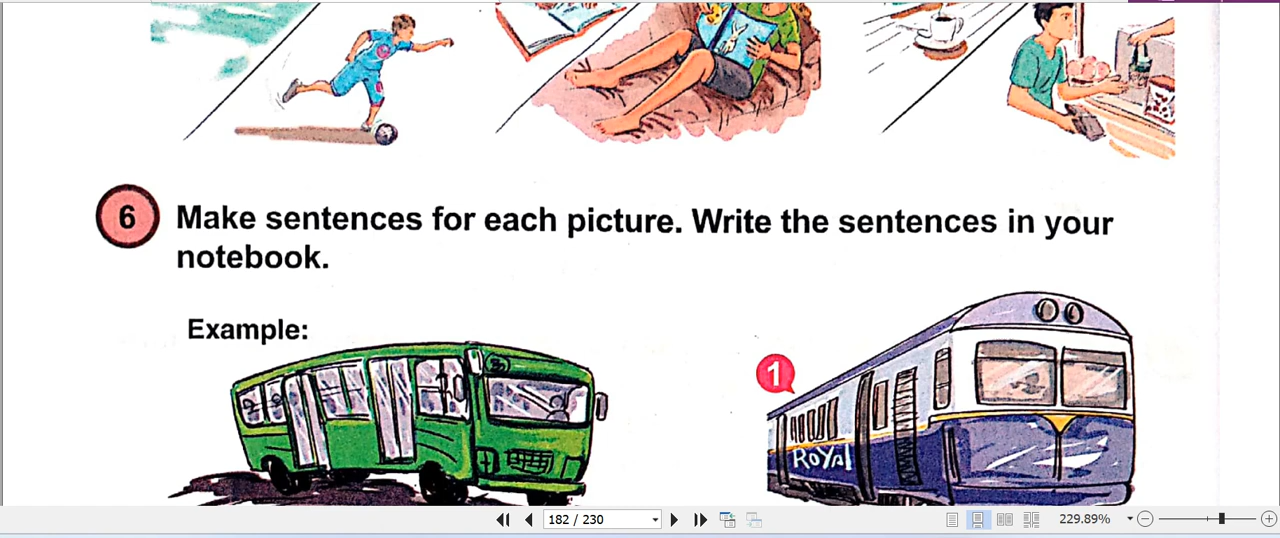 6 Make sentences for each picture. Write the sentences in your
notebook.
Example:
1
RoYal
182 / 230
229.89%